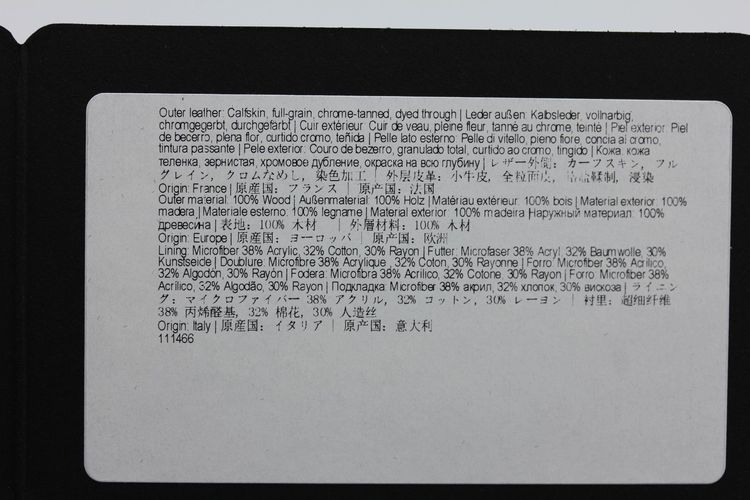 Outer leather: Calfskin, full-grain, chrome-tanned, dyed through | Leder außen: Kalbsleder, vollnarbig,
chromgegerbt, durchgefärbt | Cuir extérieur: Cuir de veau, pleine fleur, tanné au chrome, teinté | Piel exterior: Piel
de becerro, plena flor, curtido cromo, teñida | Pelle lato esterno: Pelle di vitello, pieno fiore, concia al cromo,
tintura passante | Pele exterior: Couro de bezerro, granulado total, curtido ao cromo, tingido | Кожа: кожа
теленка, зернистая, хромовое дубление, окраска на всю глубину | レザー外側: カーフスキン, フル
グレイン, クロムなめし, 染色加工 | 外层皮革: 小牛皮, 全粒面皮, 鞣制, 浸染
Origin: France | 原産国: フランス | 原产国: 法国
Outer material: 100% Wood | Außenmaterial: 100% Holz | Matériau extérieur: 100% bois | Material exterior: 100%
madera | Materiale esterno: 100% legname | Material exterior: 100% madeira | Наружный материал: 100%
древесина | 表地: 100% 木材 | 外層材料: 100% 木材
Origin: Europe | 原産国: ヨーロッパ | 原产国: 欧洲
Lining: Microfiber 38% Acrylic, 32% Cotton, 30% Rayon | Futter: Microfaser 38% Acryl, 32% Baumwolle, 30%
Kunstseide | Doublure: Microfibre 38% Acrylique, 32% Coton, 30% Rayonne | Forro: Microfiber 38% Acrílico,
32% Algodón, 30% Rayón | Fodera: Microfibra 38% Acrilico, 32% Cotone, 30% Rayon | Forro: Microfiber 38%
Acrílico, 32% Algodão, 30% Rayon | Подкладка: Microfiber 38% акрил, 32% хлопок, 30% вискоза | ライニン
グ: マイクロファイバー 38% アクリル, 32% コットン, 30% レーヨン | 衬里: 超细纤维
38% 丙烯醛基, 32% 棉花, 30% 人造丝
Origin: Italy | 原産国: イタリア | 原产国: 意大利
111466